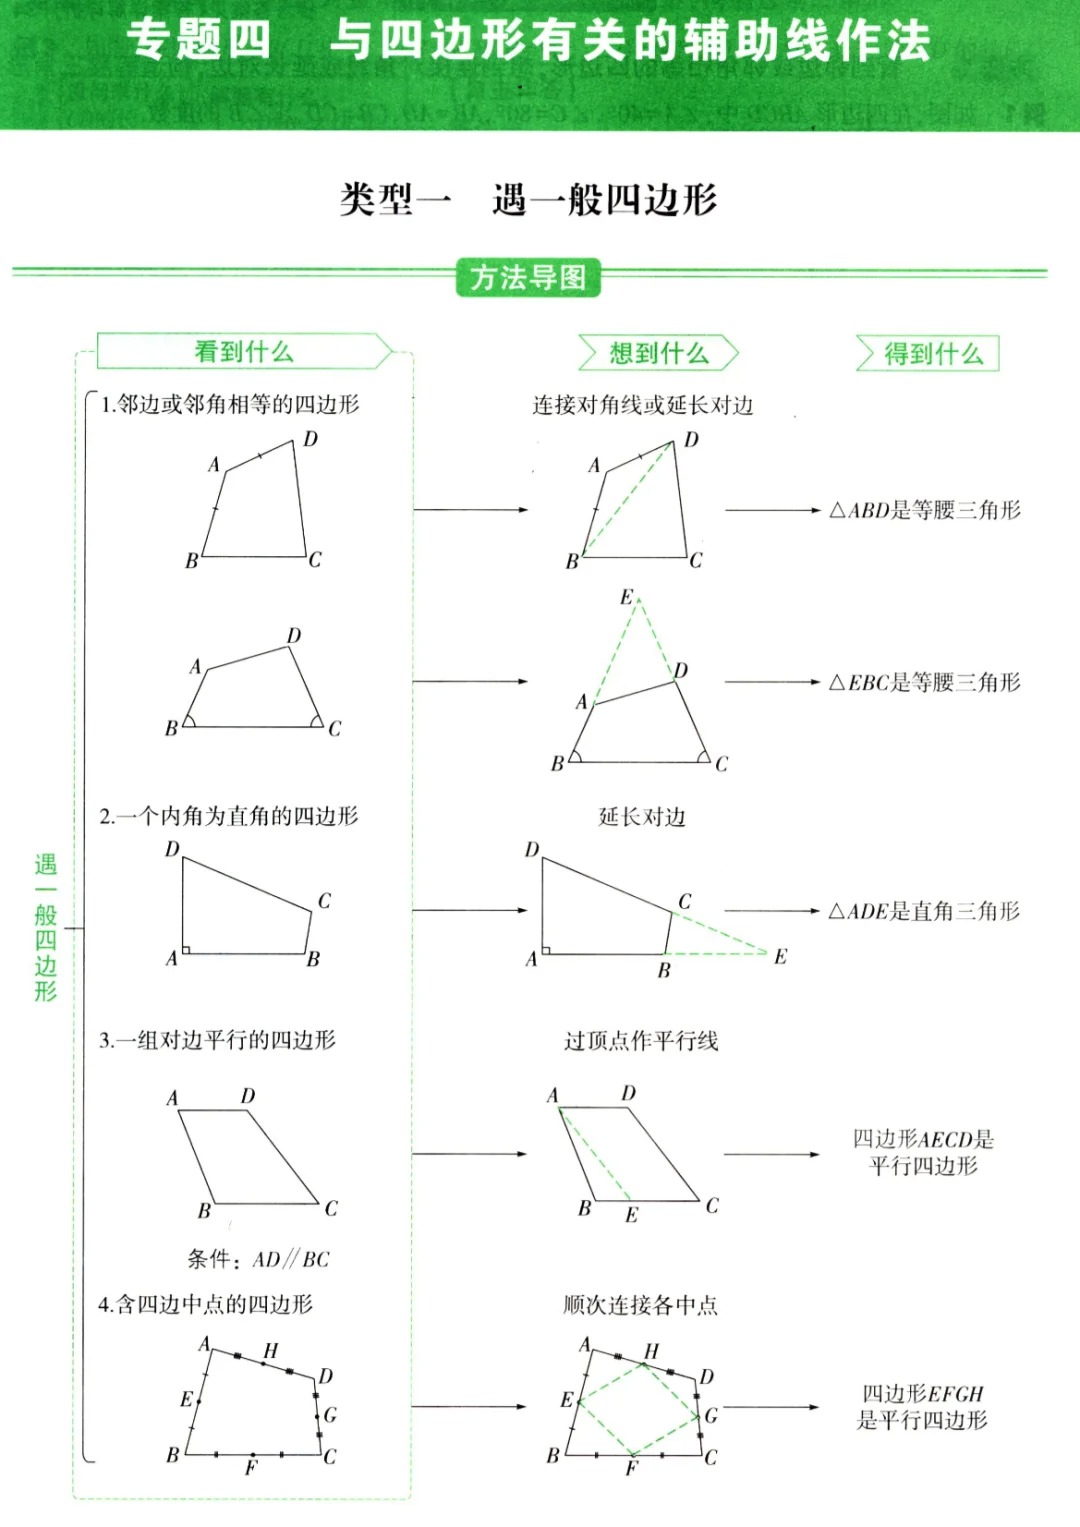 专题四 与四边形有关的辅助线作法
类型一 遇一般四边形
方法导图
看到什么
想到什么
得到什么
遇一般四边形
1.邻边或邻角相等的四边形
连接对角线或延长对边
A D B C
A D B C
△ABD是等腰三角形
A D B C
E A D B C
△EBC是等腰三角形
2.一个内角为直角的四边形
延长对边
D C A B
D C A B E
△ADE是直角三角形
3.一组对边平行的四边形
过顶点作平行线
A D B C
A D B E C
四边形AECD是
平行四边形
条件：AD∥BC
4.含四边中点的四边形
顺次连接各中点
A H D E G B F C
A H D E G B F C
四边形EFGH
是平行四边形